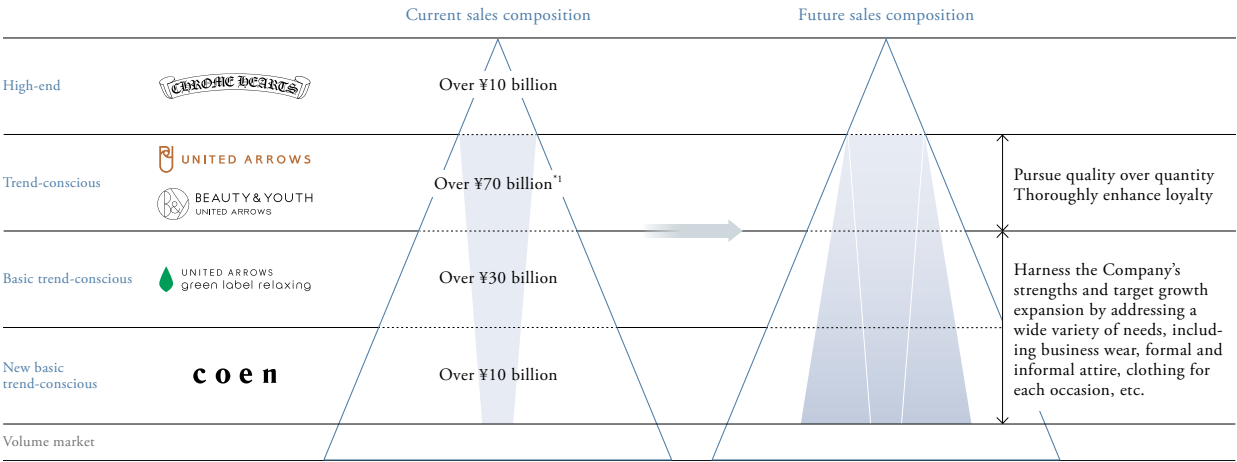 Current sales composition
Future sales composition
High-end
CHROME HEARTS
Over ¥10 billion
Trend-conscious
UNITED ARROWS
B&Y
BEAUTY&YOUTH
UNITED ARROWS
Over ¥70 billion*1
Pursue quality over quantity
Thoroughly enhance loyalty
Basic trend-conscious
UNITED ARROWS
green label relaxing
Over ¥30 billion
Harness the Company's
strengths and target growth
expansion by addressing a
wide variety of needs, includ-
ing business wear, formal and
informal attire, clothing for
each occasion, etc.
New basic
trend-conscious
coen
Over ¥10 billion
Volume market